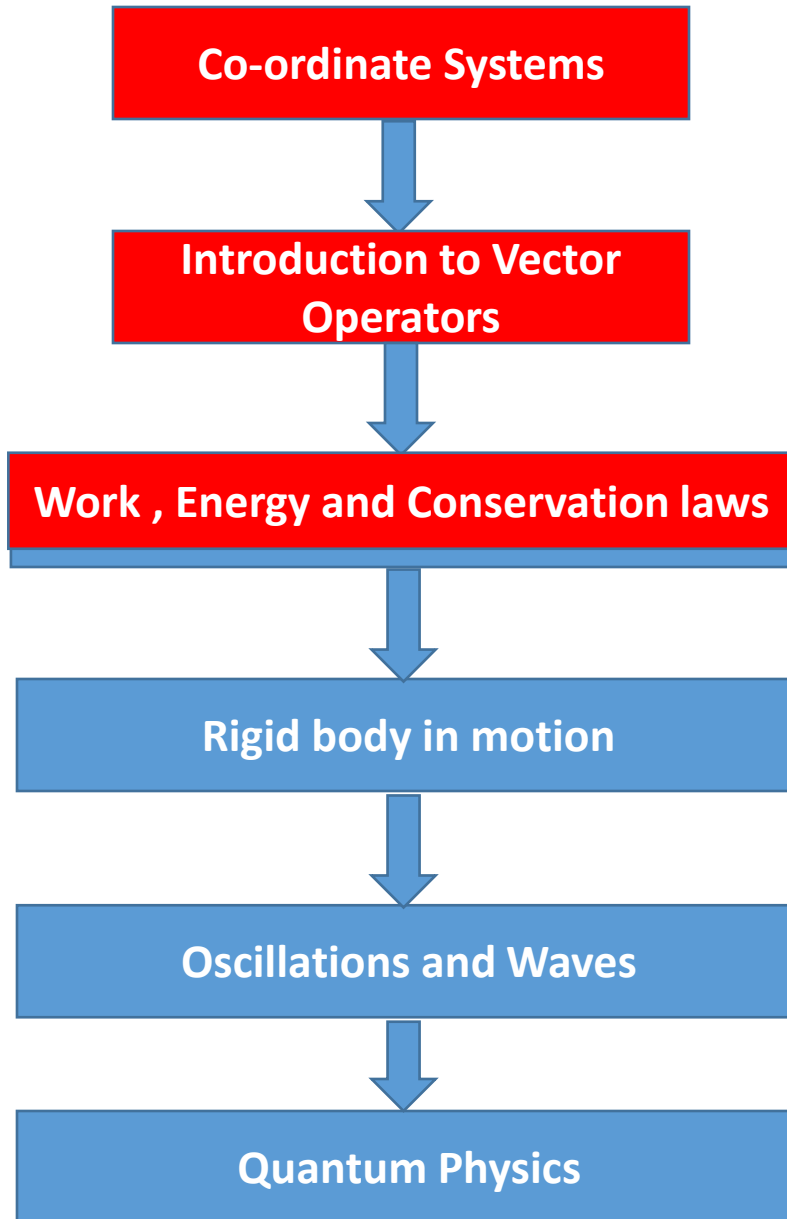 Co-ordinate Systems
Introduction to Vector
Operators
Work , Energy and Conservation laws
Rigid body in motion
Oscillations and Waves
Quantum Physics